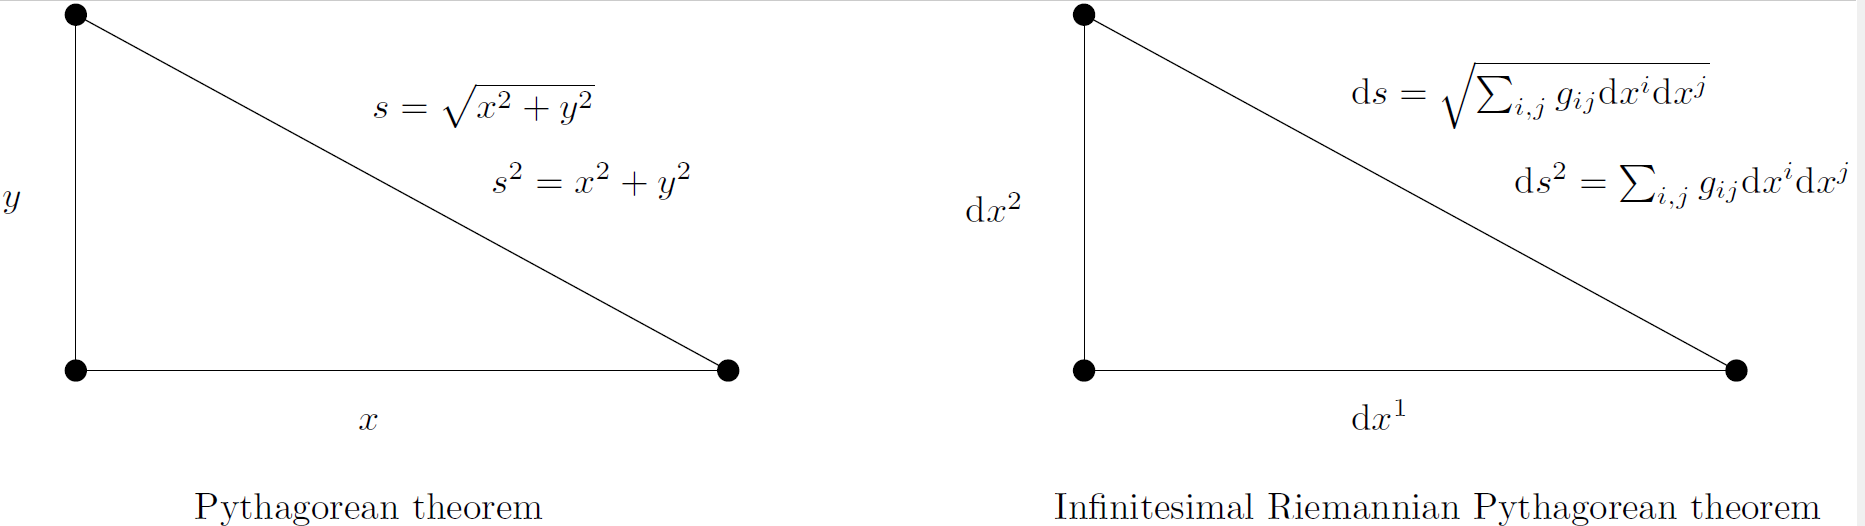 s = √(x² + y²)
s² = x² + y²
y
x
Pythagorean theorem
ds = √(∑_{i,j} g_{ij}dx^i dx^j)
ds² = ∑_{i,j} g_{ij}dx^i dx^j
dx²
dx¹
Infinitesimal Riemannian Pythagorean theorem